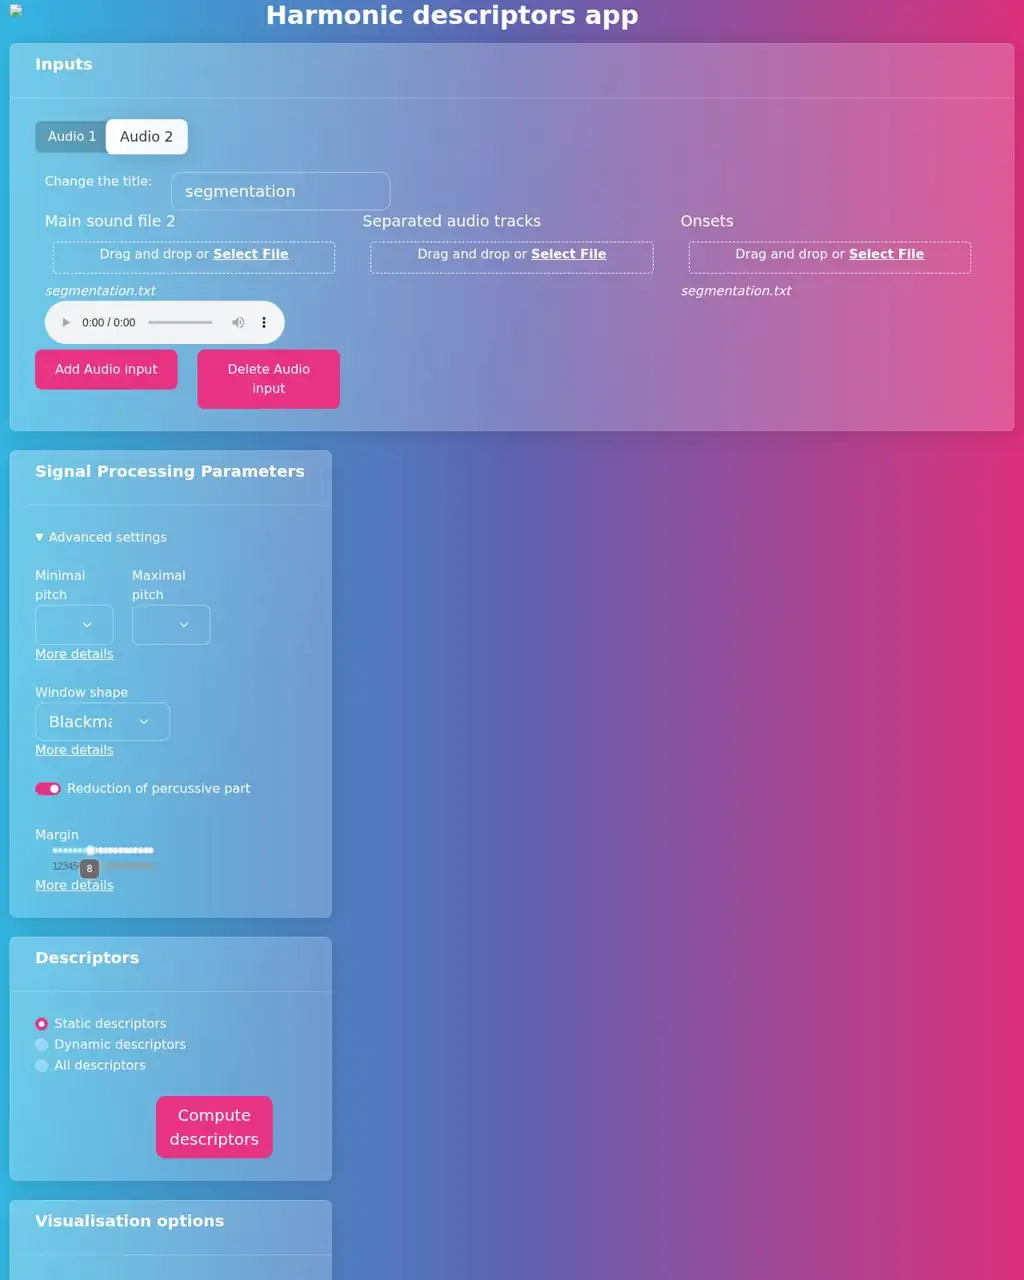 Harmonic descriptors app
Inputs
Audio 1 Audio 2
Change the title: segmentation
Main sound file 2 Separated audio tracks Onsets
Drag and drop or Select File Drag and drop or Select File Drag and drop or Select File
segmentation.txt segmentation.txt
0:00 / 0:00
Add Audio input Delete Audio
input
Signal Processing Parameters
▼ Advanced settings
Minimal Maximal
pitch pitch
More details
Window shape
Blackma
More details
Reduction of percussive part
Margin
12345
8
More details
Descriptors
Static descriptors
Dynamic descriptors
All descriptors
Compute
descriptors
Visualisation options